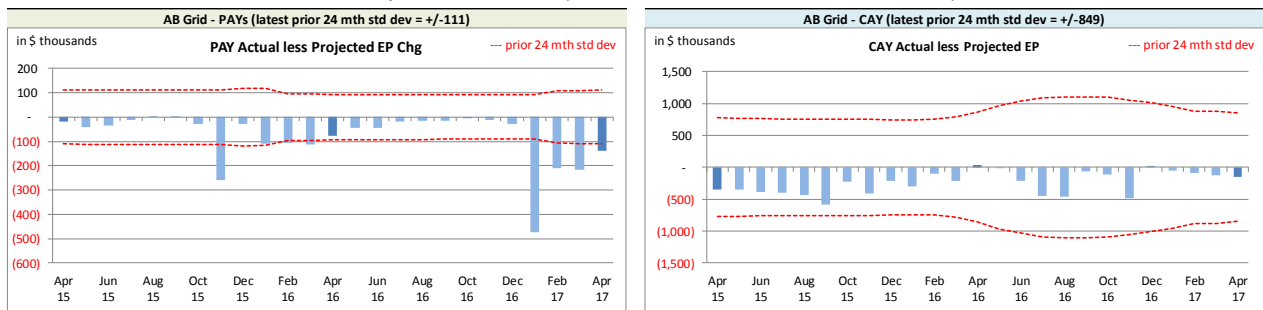 AB Grid - PAYs (latest prior 24 mth std dev = +/-111)
in $ thousands
PAY Actual less Projected EP Chg
--- prior 24 mth std dev
200
100
-
(100)
(200)
(300)
(400)
(500)
(600)
Apr Jun Aug Oct Dec Feb Apr Jun Aug Oct Dec Feb Apr
15 15 15 15 15 16 16 16 16 16 16 17 17
AB Grid - CAY (latest prior 24 mth std dev = +/-849)
in $ thousands
CAY Actual less Projected EP
--- prior 24 mth std dev
1,500
1,000
500
-
(500)
(1,000)
(1,500)
Apr Jun Aug Oct Dec Feb Apr Jun Aug Oct Dec Feb Apr
15 15 15 15 15 16 16 16 16 16 16 17 17